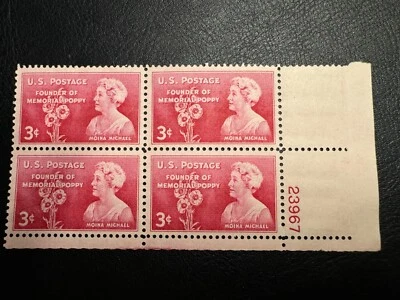 U.S. POSTAGE
FOUNDER OF
MEMORIAL POPPY
3¢
MOINA MICHAEL
U.S. POSTAGE
FOUNDER OF
MEMORIAL POPPY
3¢
MOINA MICHAEL
U.S. POSTAGE
FOUNDER OF
MEMORIAL POPPY
3¢
MOINA MICHAEL
U.S. POSTAGE
FOUNDER OF
MEMORIAL POPPY
3¢
MOINA MICHAEL
23967